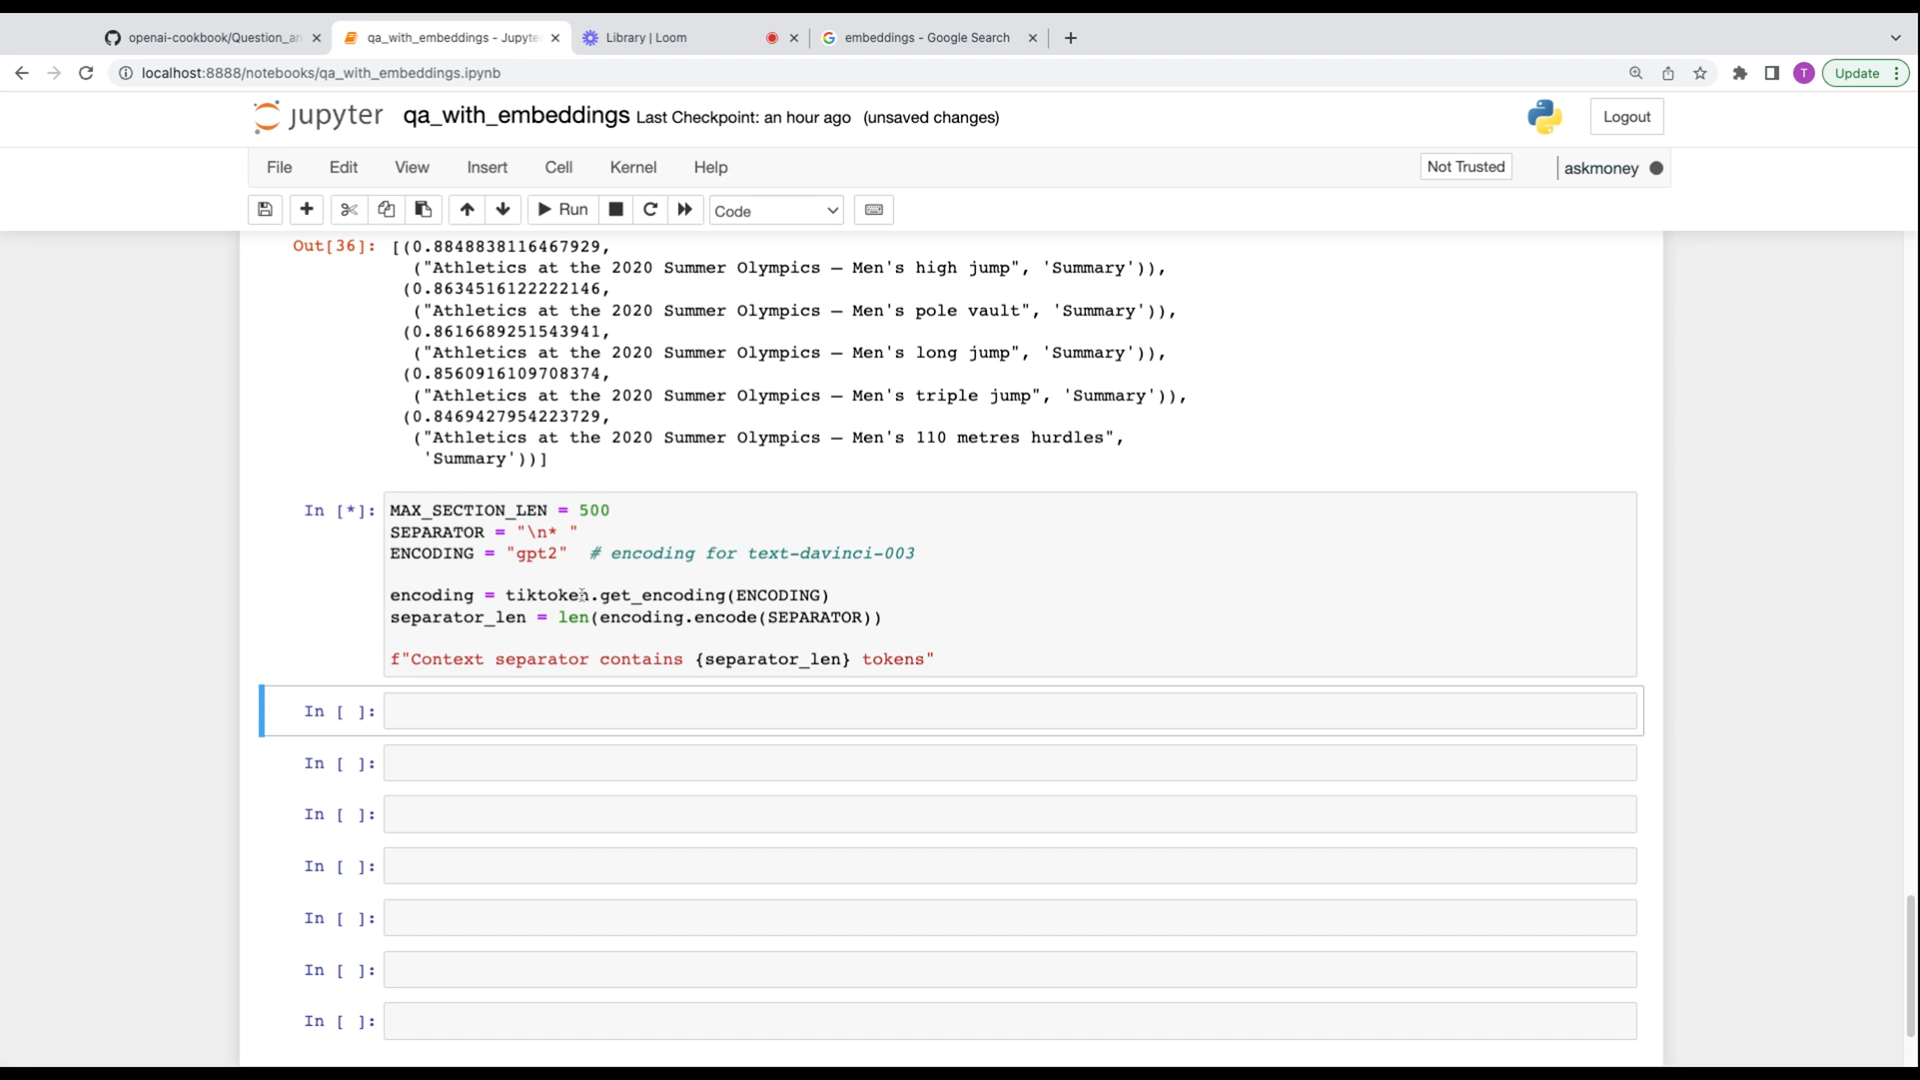 openai-cookbook/Question_an
qa_with_embeddings - Jupyte
Library | Loom
embeddings - Google Search
localhost:8888/notebooks/qa_with_embeddings.ipynb
T
Update
jupyter qa_with_embeddings Last Checkpoint: an hour ago (unsaved changes)
Logout
File Edit View Insert Cell Kernel Help
Not Trusted
askmoney
Run
Code
Out[36]: [(0.8848838116467929,
("Athletics at the 2020 Summer Olympics – Men's high jump", 'Summary')),
(0.8634516122222146,
("Athletics at the 2020 Summer Olympics – Men's pole vault", 'Summary')),
(0.8616689251543941,
("Athletics at the 2020 Summer Olympics – Men's long jump", 'Summary')),
(0.8560916109708374,
("Athletics at the 2020 Summer Olympics – Men's triple jump", 'Summary')),
(0.8469427954223729,
("Athletics at the 2020 Summer Olympics – Men's 110 metres hurdles",
'Summary'))]
In [*]: MAX_SECTION_LEN = 500
SEPARATOR = "\n* "
ENCODING = "gpt2"  # encoding for text-davinci-003
encoding = tiktoken.get_encoding(ENCODING)
separator_len = len(encoding.encode(SEPARATOR))
f"Context separator contains {separator_len} tokens"
In [ ]:
In [ ]:
In [ ]:
In [ ]:
In [ ]:
In [ ]:
In [ ]: